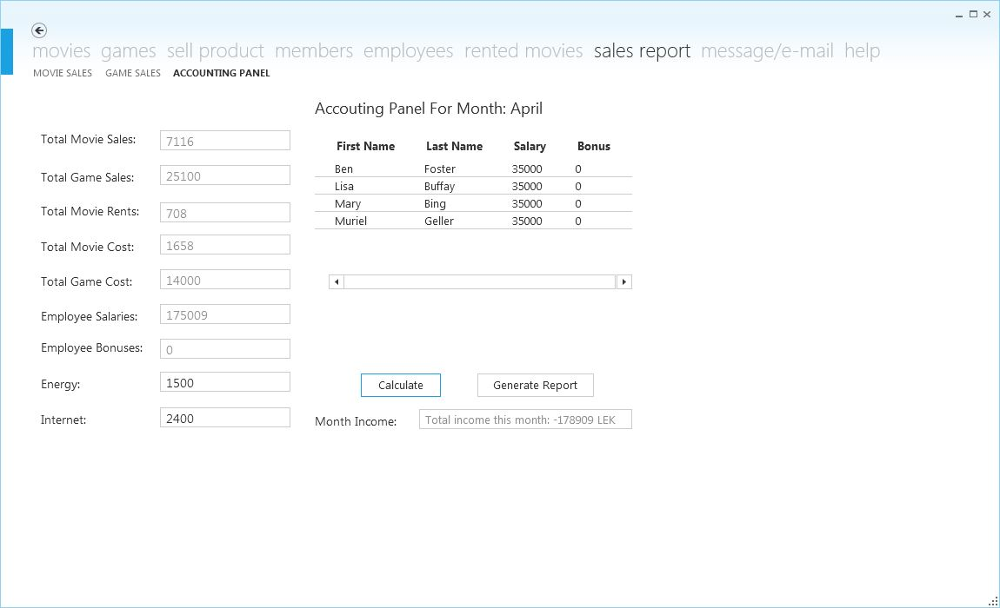 movies games sell product members employees rented movies sales report message/e-mail help
MOVIE SALES GAME SALES ACCOUNTING PANEL
Accouting Panel For Month: April
Total Movie Sales: 7116
Total Game Sales: 25100
Total Movie Rents: 708
Total Movie Cost: 1658
Total Game Cost: 14000
Employee Salaries: 175009
Employee Bonuses: 0
Energy: 1500
Internet: 2400
First Name Last Name Salary Bonus
Ben Foster 35000 0
Lisa Buffay 35000 0
Mary Bing 35000 0
Muriel Geller 35000 0
Calculate Generate Report
Month Income: Total income this month: -178909 LEK